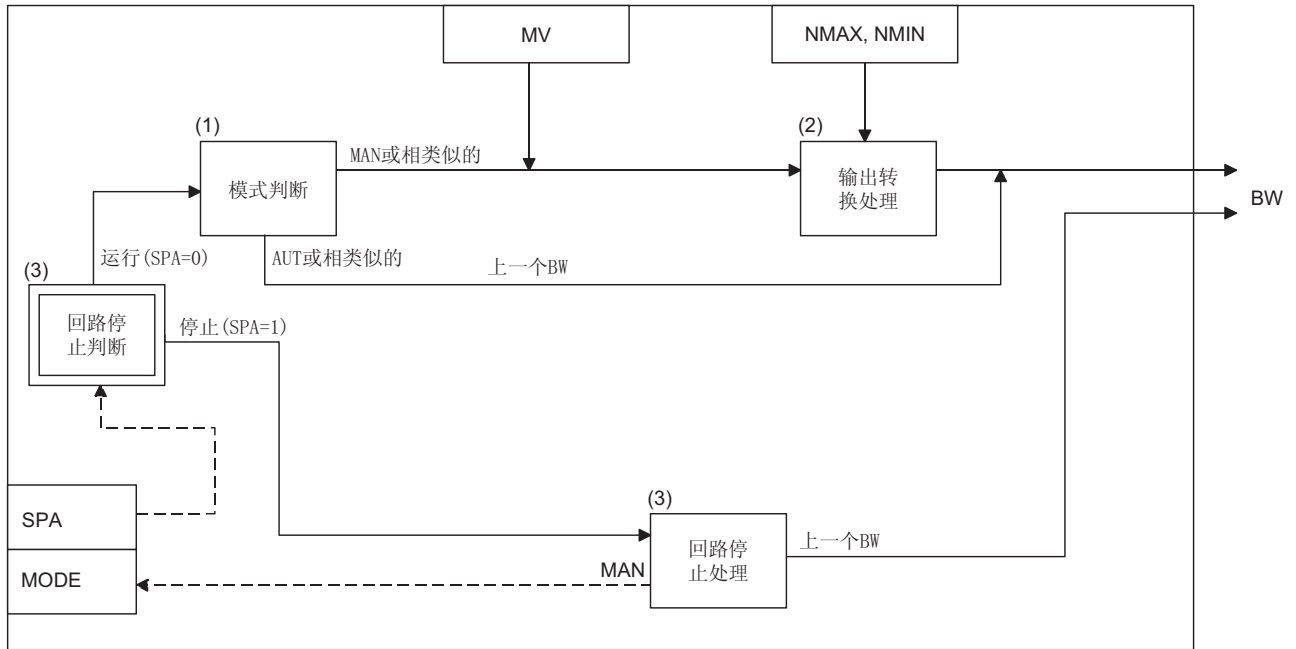 MV
NMAX, NMIN
(1)
模式判断
MAN或相类似的
(2)
输出转
换处理
BW
运行(SPA=0)
AUT或相类似的
上一个BW
(3)
回路停
止判断
停止(SPA=1)
SPA
MODE
(3)
回路停
止处理
上一个BW
MAN